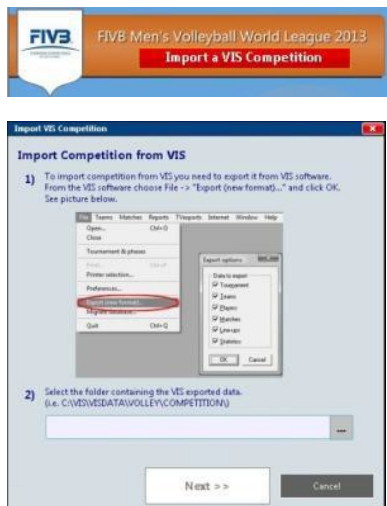 FIVB
FIVB Men's Volleyball World League 2013
Import a VIS Competition
Import VIS Competition
Import Competition from VIS
1) To import competition from VIS you need to export it from VIS software.
From the VIS software choose File -> "Export (new format)..." and click OK.
See picture below.
File Teams Matches Reports TVreports Internet Window Help
Open... Ctrl+O
Close
Tournament & phases
Printer selection...
Preferences...
Export (new format)...
Migrate database...
Quit Ctrl+Q
Export options
Data to export
Tournament
Teams
Players
Matches
Line-ups
Statistics
OK Cancel
2) Select the folder containing the VIS exported data.
(i.e. C:\VIS\VISDATA\VOLLEY\COMPETITION\)
...
Next >>
Cancel